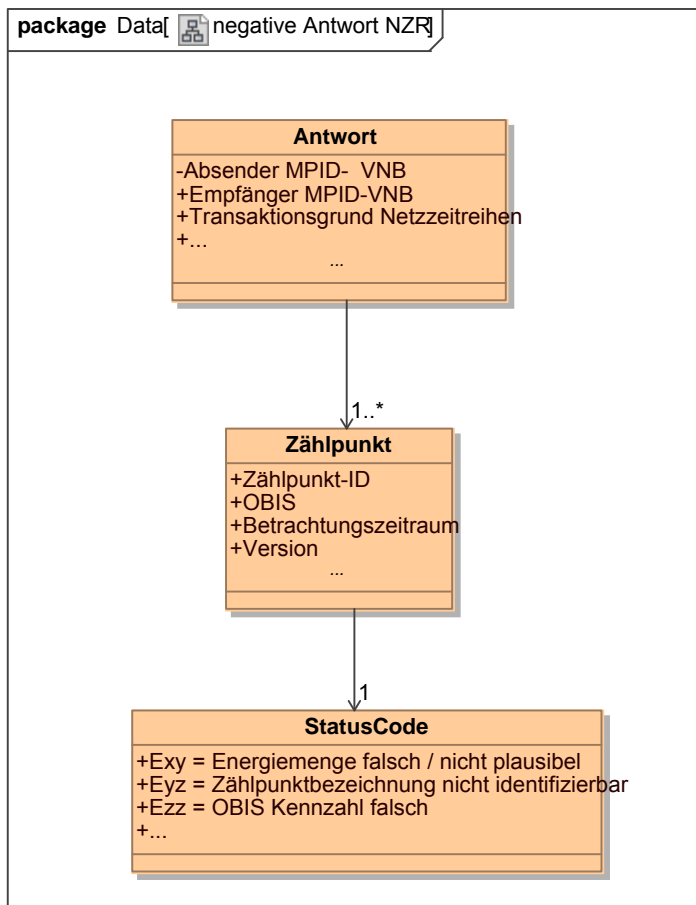 package Data[ negative Antwort NZR]
Antwort
-Absender MPID- VNB
+Empfänger MPID-VNB
+Transaktionsgrund Netzzeitreihen
+...
...
1..*
Zählpunkt
+Zählpunkt-ID
+OBIS
+Betrachtungszeitraum
+Version
...
1
StatusCode
+Exy = Energiemenge falsch / nicht plausibel
+Eyz = Zählpunktbezeichnung nicht identifizierbar
+Ezz = OBIS Kennzahl falsch
+...